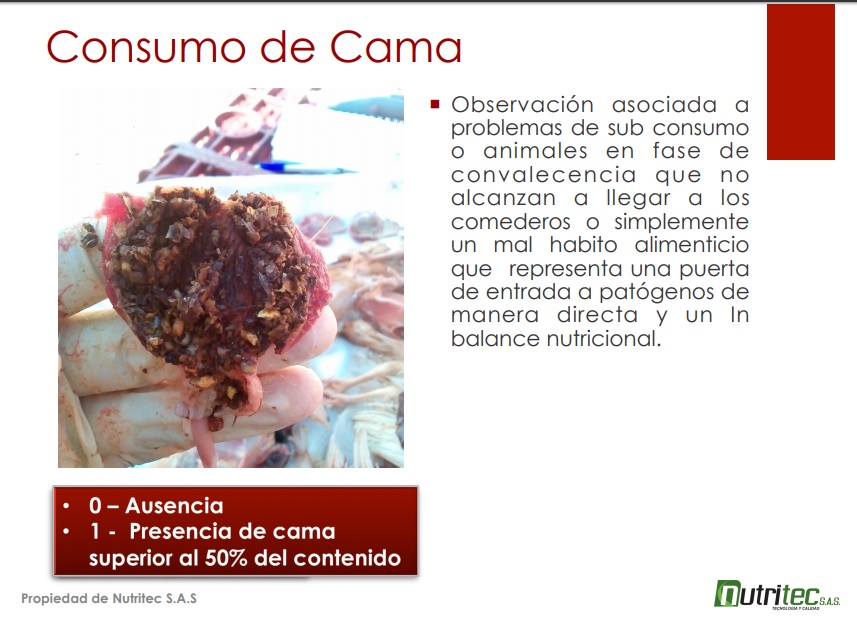 Consumo de Cama
▪ Observación asociada a
problemas de sub consumo
o animales en fase de
convalecencia que no
alcanzan a llegar a los
comederos o simplemente
un mal habito alimenticio
que representa una puerta
de entrada a patógenos de
manera directa y un In
balance nutricional.
• 0 – Ausencia
• 1 - Presencia de cama
superior al 50% del contenido
Propiedad de Nutritec S.A.S
nutritec S.A.S.
TECNOLOGÍA Y CALIDAD